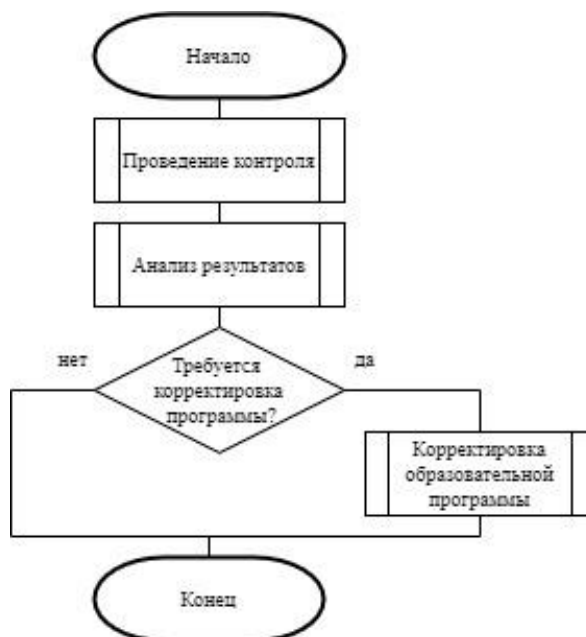 Начало
Проведение контроля
Анализ результатов
нет
Требуется
корректировка
программы?
да
Корректировка
образовательной
программы
Конец